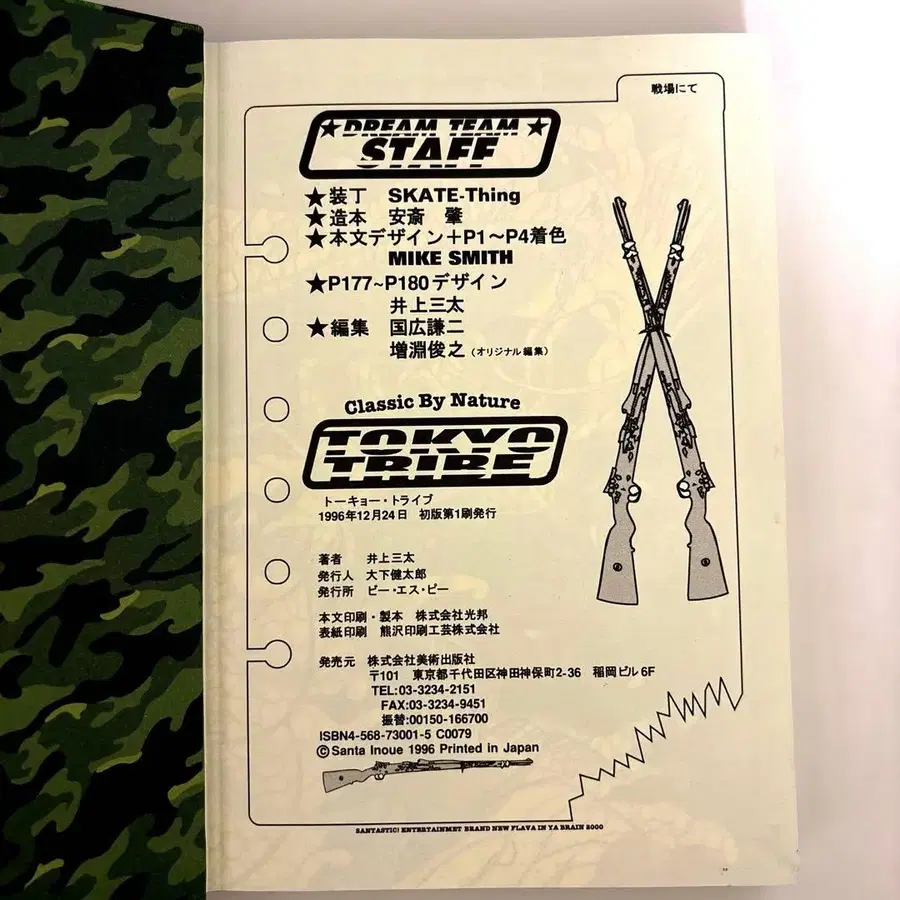 戦場にて
★DREAM TEAM★
STAFF
★装丁 SKATE-Thing
★造本 安斎 肇
★本文デザイン+P1～P4着色
MIKE SMITH
★P177~P180デザイン
井上三太
★編集 国広謙二
増淵俊之(オリジナル編集)
Classic By Nature
TOKYO
TRIBE
トーキョー・トライブ
1996年12月24日 初版第1刷発行
著者 井上三太
発行人 大下健太郎
発行所 ビー・エス・ピー
本文印刷・製本 株式会社光邦
表紙印刷 熊沢印刷工芸株式会社
発売元 株式会社美術出版社
〒101 東京都千代田区神田神保町2-36 稲岡ビル6F
TEL:03-3234-2151
FAX:03-3234-9451
振替:00150-166700
ISBN4-568-73001-5 C0079
©Santa Inoue 1996 Printed in Japan
SANTASTIC! ENTERTAINMET BRAND NEW FLAVA IN YA BRAIN 2000